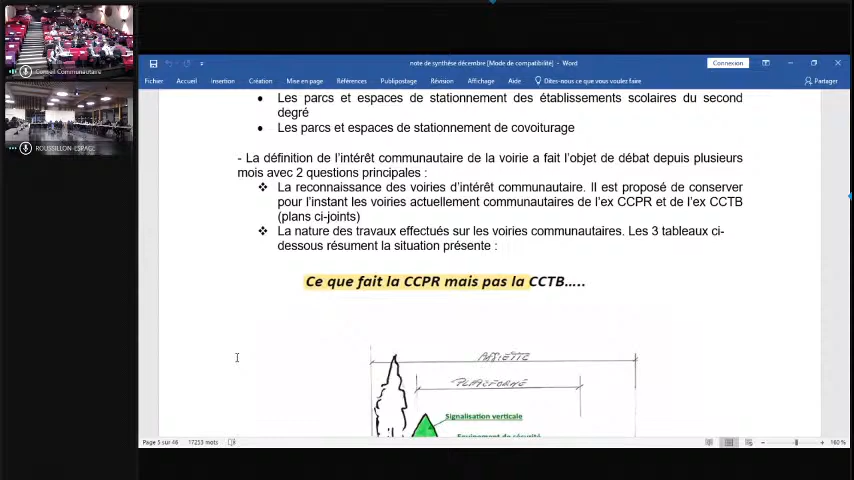 Conseil Communautaire
ROUSSILLON-ESPACE
note de synthèse décembre [Mode de compatibilité] - Word
Connexion
Fichier Accueil Insertion Création Mise en page Références Publipostage Révision Affichage Aide Dites-nous ce que vous voulez faire Partager
• Les parcs et espaces de stationnement des établissements scolaires du second
degré
• Les parcs et espaces de stationnement de covoiturage
- La définition de l'intérêt communautaire de la voirie a fait l'objet de débat depuis plusieurs
mois avec 2 questions principales :
❖ La reconnaissance des voiries d'intérêt communautaire. Il est proposé de conserver
pour l'instant les voiries actuellement communautaires de l'ex CCPR et de l'ex CCTB
(plans ci-joints)
❖ La nature des travaux effectués sur les voiries communautaires. Les 3 tableaux ci-
dessous résument la situation présente :
Ce que fait la CCPR mais pas la CCTB…..
ASSIETTE
PLATEFORME
Signalisation verticale
Equipement de sécurité
Page 5 sur 46 17253 mots
160 %